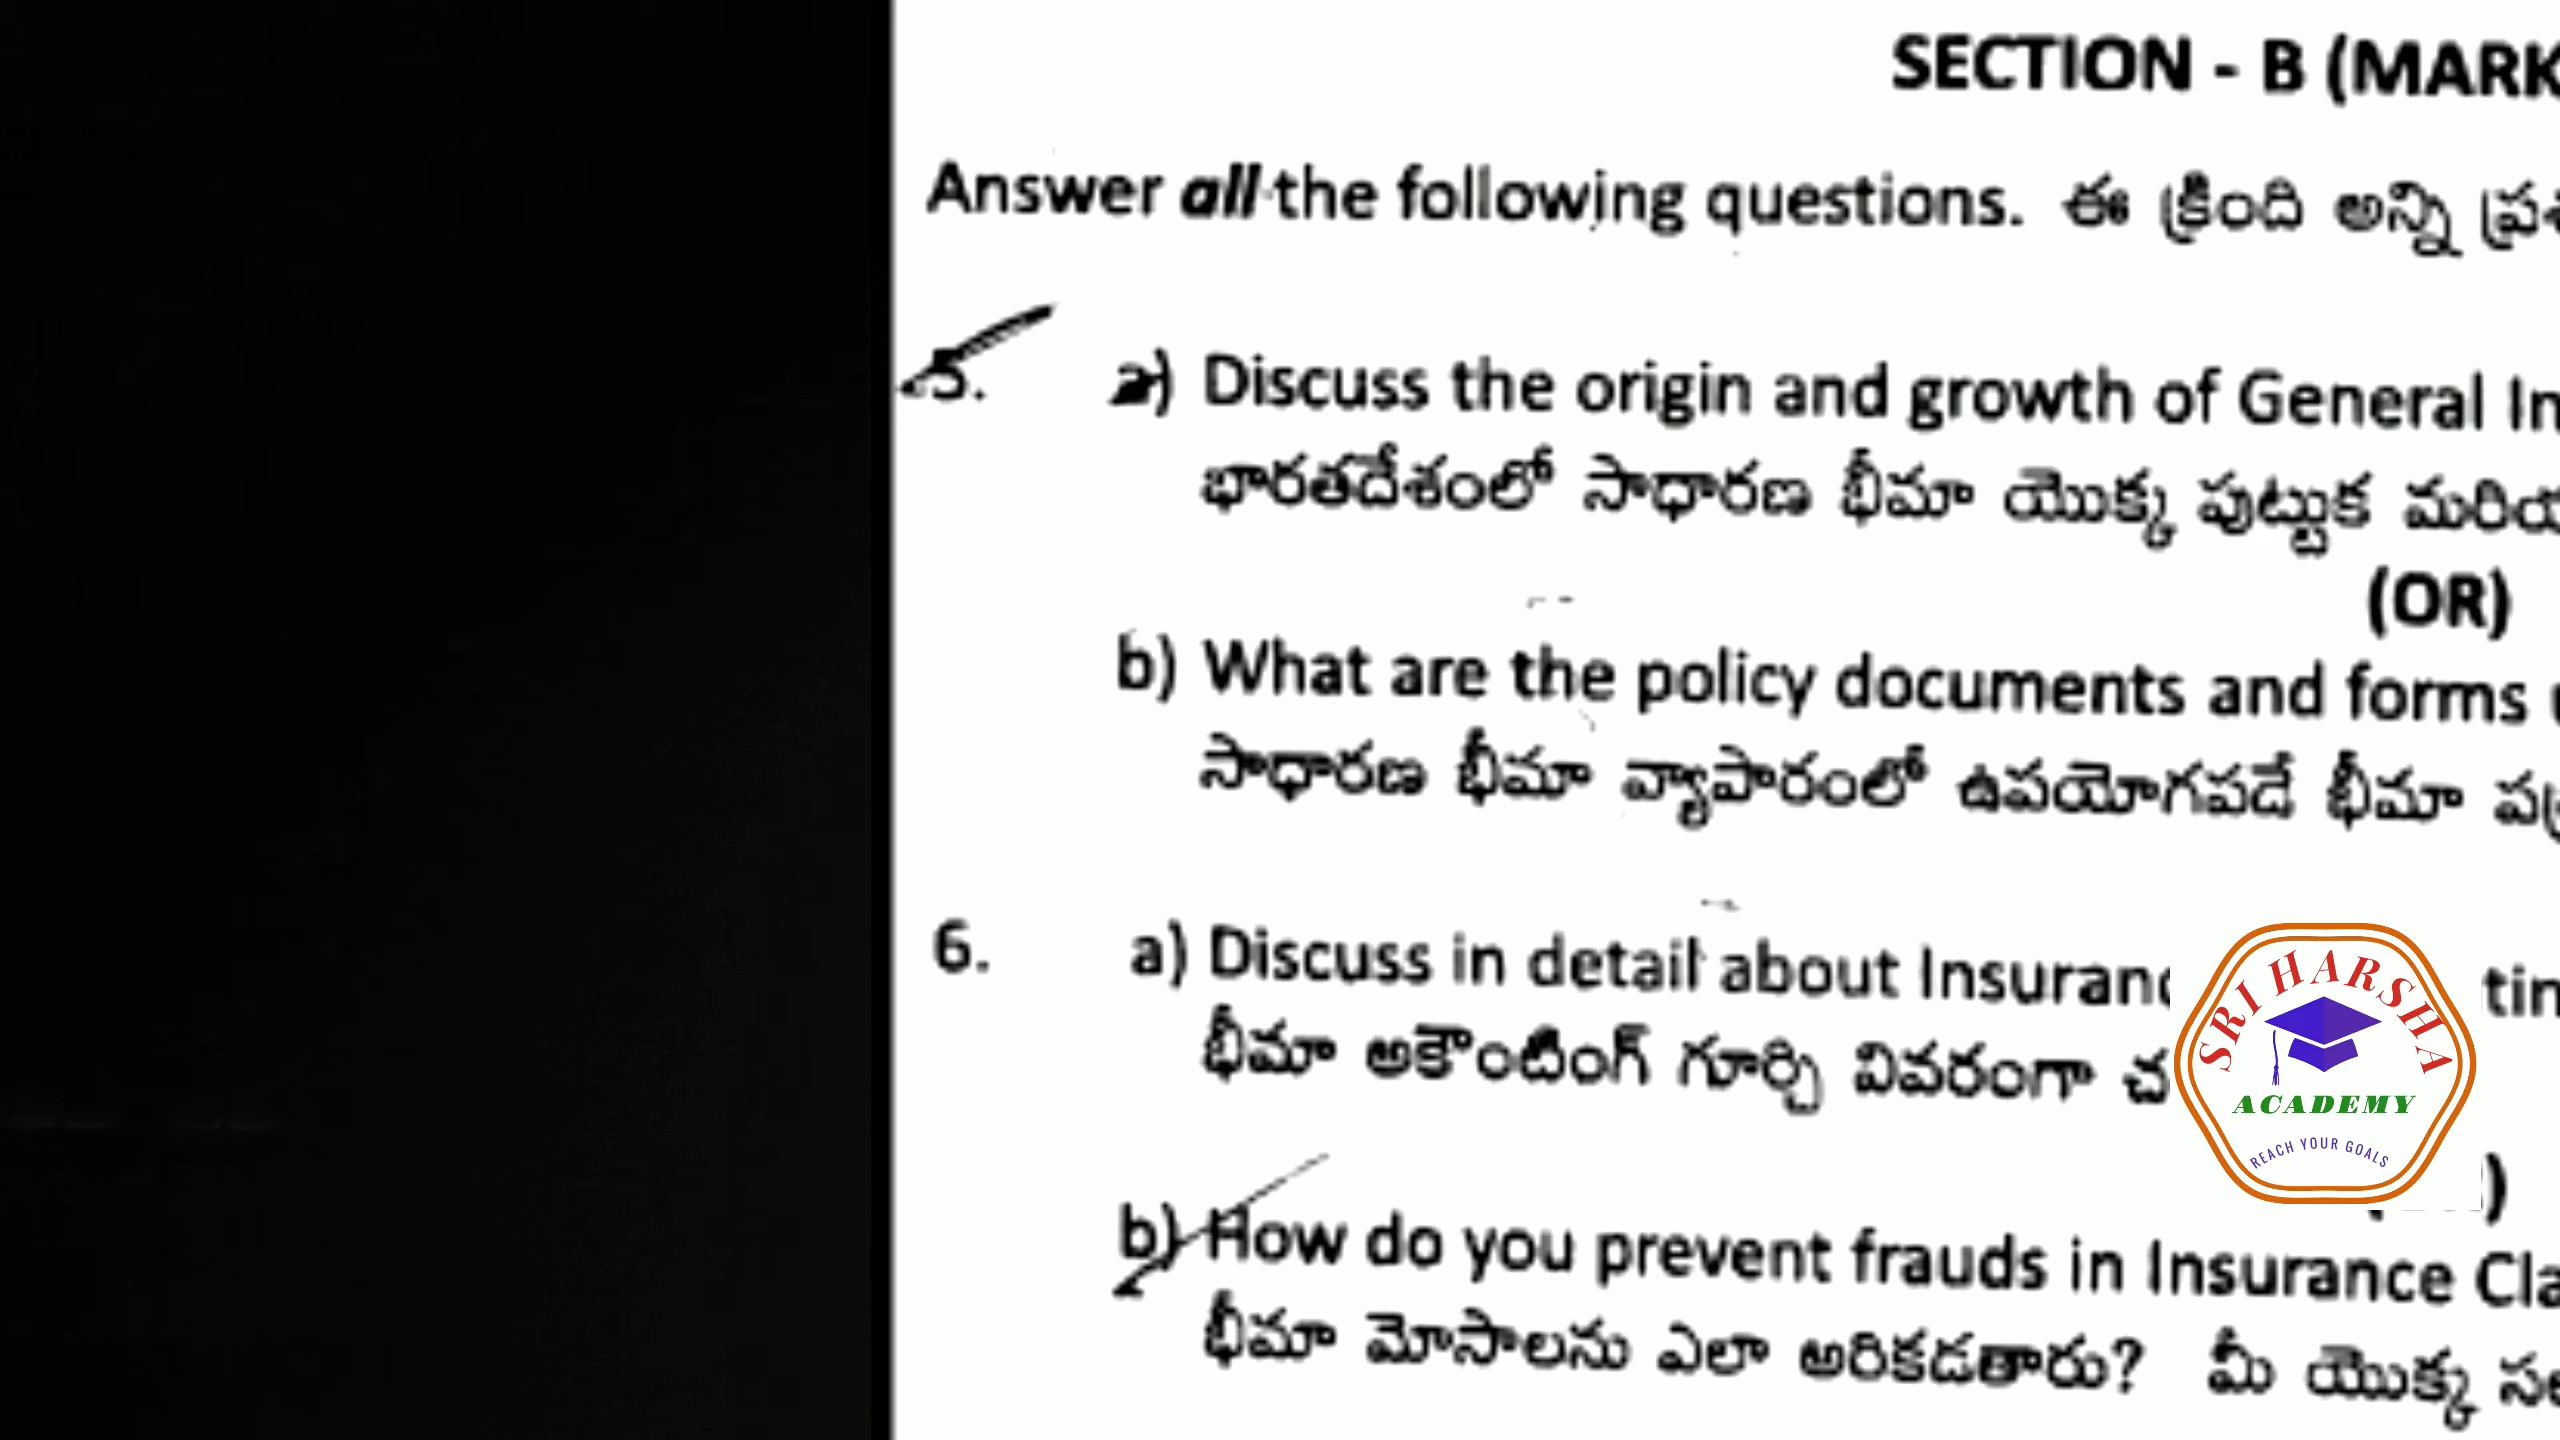 SECTION - B (MARK
Answer all the following questions. ఈ క్రింది అన్ని ప్రశ
5. a) Discuss the origin and growth of General In
భారతదేశంలో సాధారణ భీమా యొక్క పుట్టుక మరియ
(OR)
b) What are the policy documents and forms u
సాధారణ భీమా వ్యాపారంలో ఉపయోగపడే భీమా పత్ర
6. a) Discuss in detail about Insuranc tin
భీమా అకౌంటింగ్ గూర్చి వివరంగా చ
)
b) How do you prevent frauds in Insurance Cla
భీమా మోసాలను ఎలా అరికడతారు? మీ యొక్క స
SRI HARSHA
ACADEMY
REACH YOUR GOALS